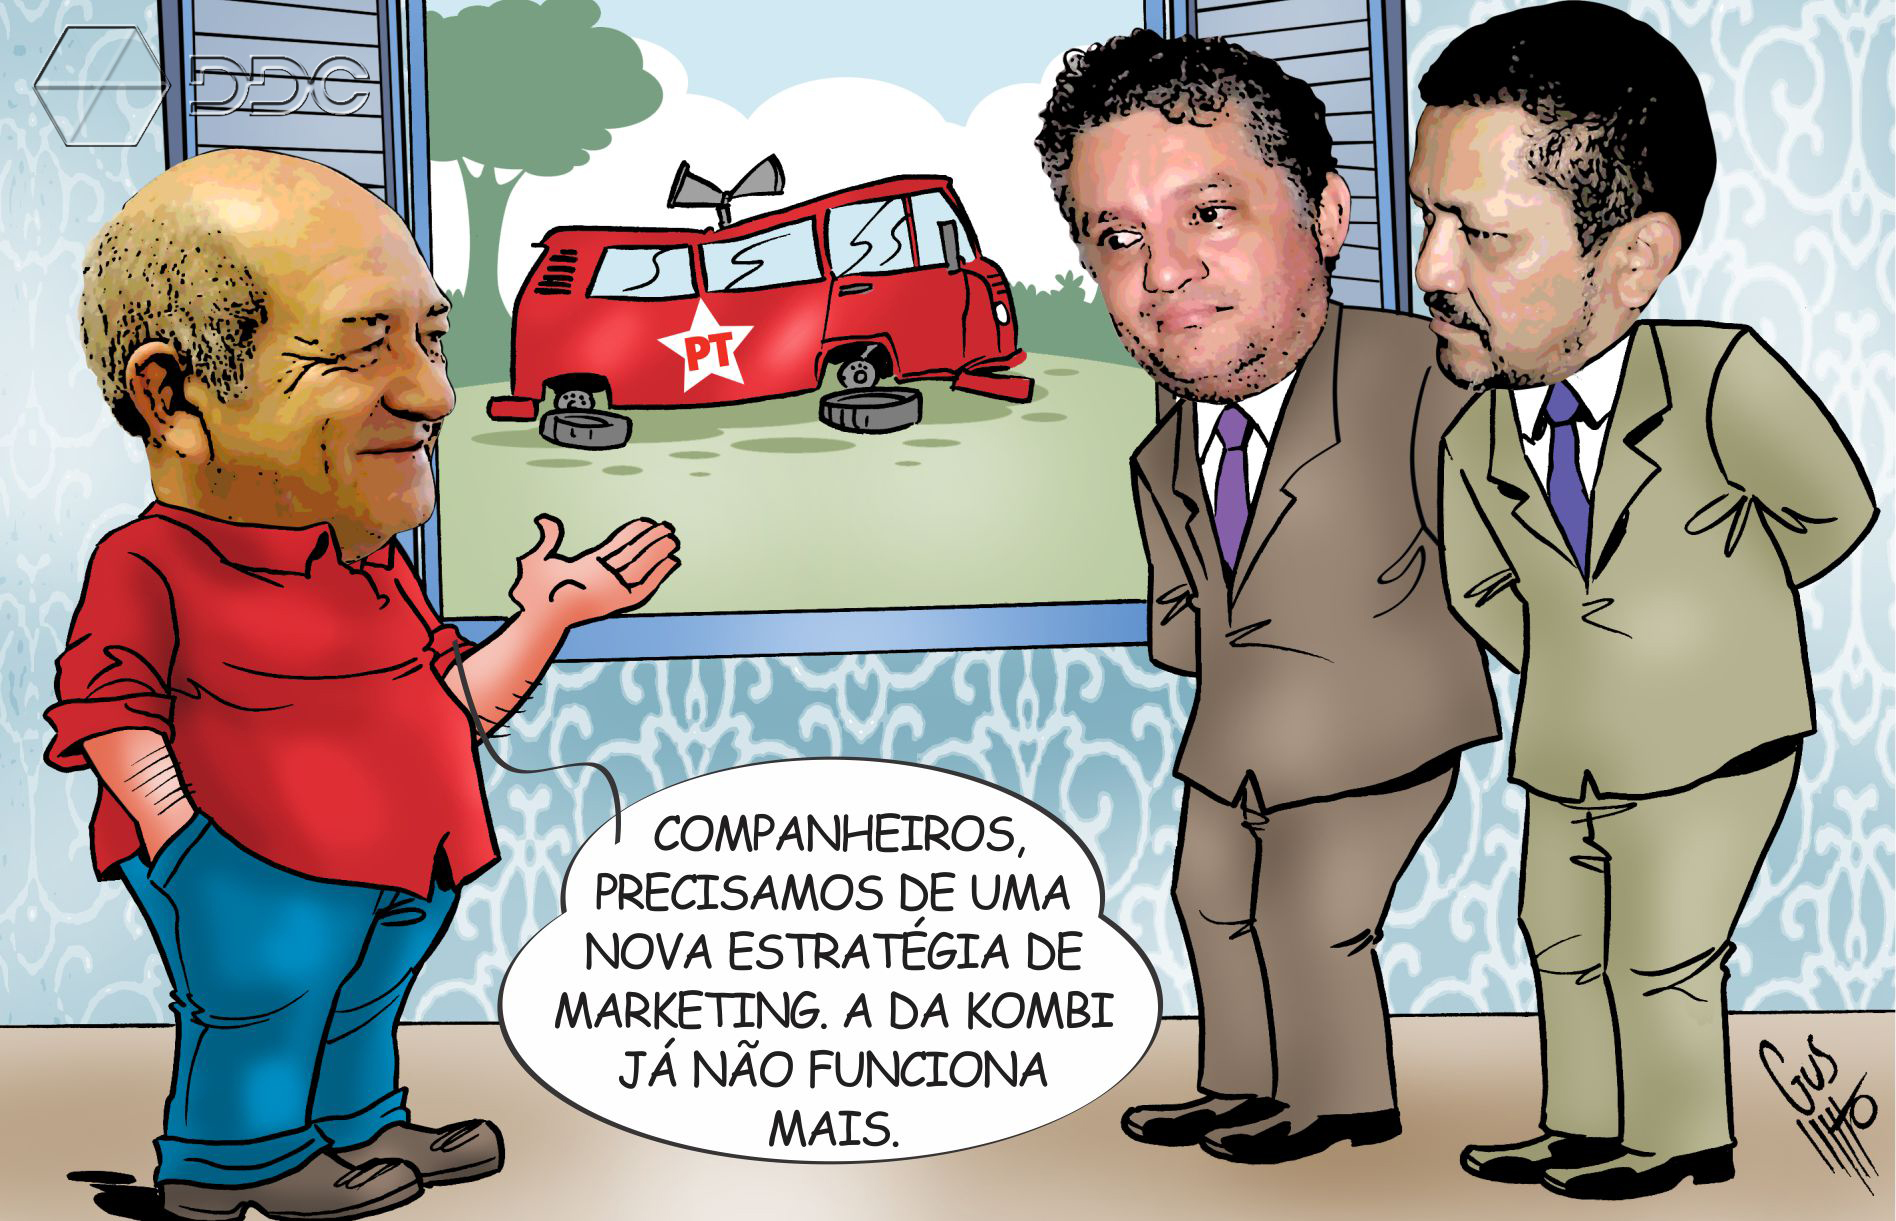 DDC
PT
COMPANHEIROS,
PRECISAMOS DE UMA
NOVA ESTRATÉGIA DE
MARKETING. A DA KOMBI
JÁ NÃO FUNCIONA
MAIS.
GUS